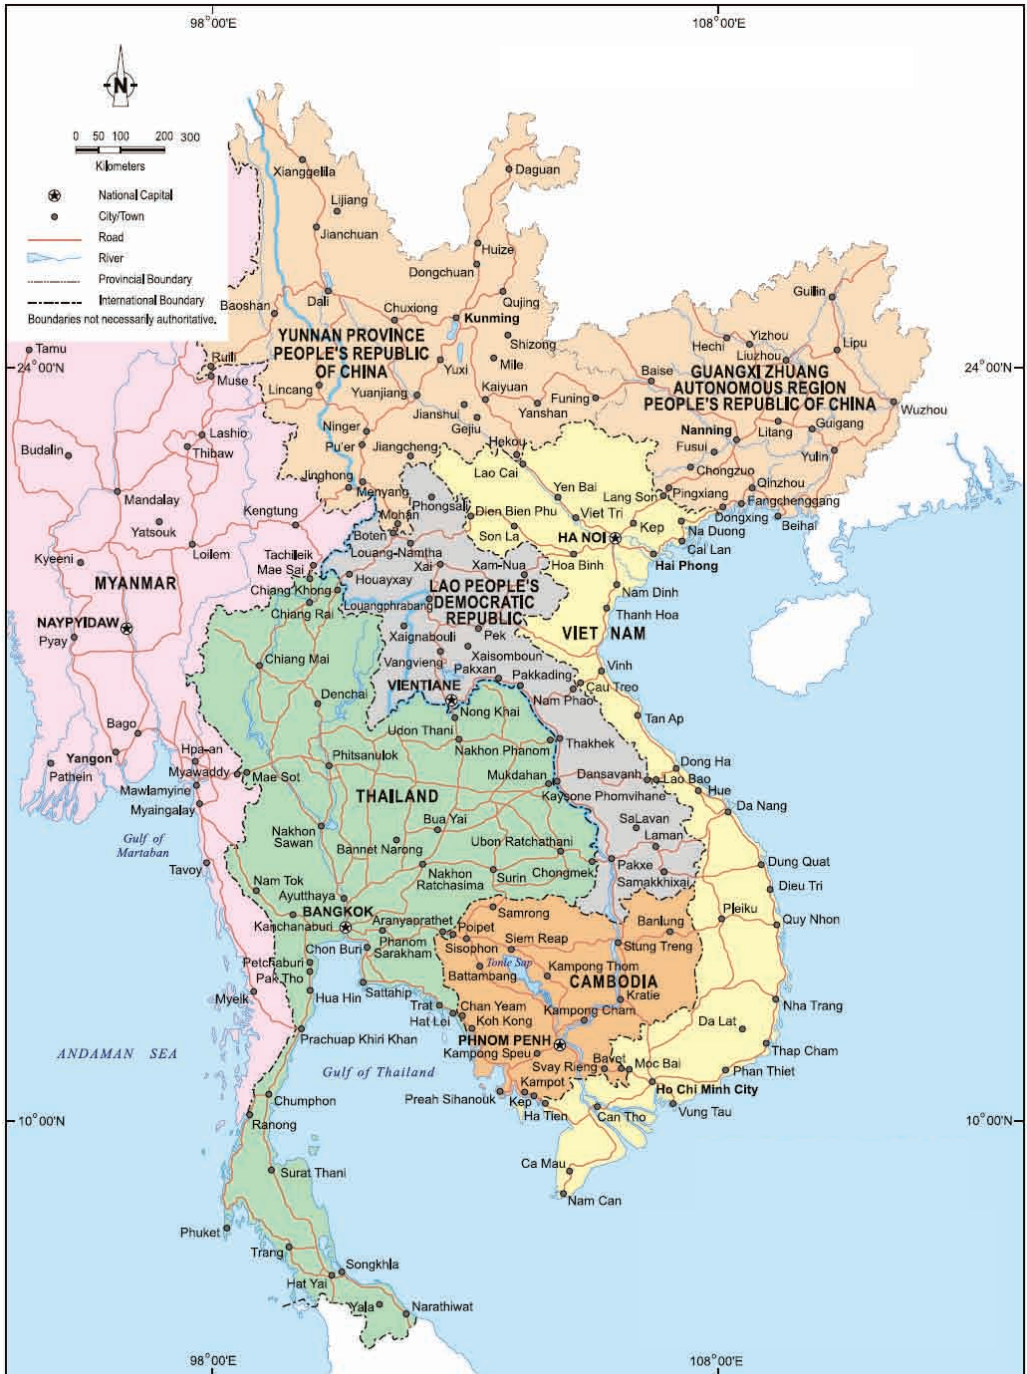 98°00'E
108°00'E
N
0 50 100 200 300
Kilometers
National Capital
City/Town
Road
River
Provincial Boundary
International Boundary
Boundaries not necessarily authoritative.
Xianggelila
Daguan
Lijiang
Jianchuan
Huize
Dongchuan
Dali
Baoshan
Chuxiong
Qujing
Kunming
Guilin
YUNNAN PROVINCE
PEOPLE'S REPUBLIC
OF CHINA
Shizong
Mile
Yuxi
Hechi
Yizhou
Liuzhou
Lipu
Tamu
24°00'N
24°00'N
Ruili
Muse
Lincang
Yuanjiang
Kaiyuan
Baise
GUANGXI ZHUANG
AUTONOMOUS REGION
PEOPLE'S REPUBLIC OF CHINA
Jianshui
Gejiu
Yanshan
Funing
Wuzhou
Lashio
Thibaw
Budalin
Ninger
Pu'er
Jiangcheng
Hekou
Lao Cai
Nanning
Fusui
Litang
Guigang
Yulin
Chongzuo
Jinghong
Menyang
Mandalay
Phongsali
Yen Bai
Lang Son
Pingxiang
Qinzhou
Fangchenggang
Yatsouk
Kengtung
Mohan
Boten
Dien Bien Phu
Viet Tri
Dongxing
Beihai
Kep
Na Duong
Son La
HA NOI
Cai Lan
Kyeeni
Loilem
Tachileik
Mae Sai
Louang-Namtha
Xai
Xam-Nua
Hoa Binh
Hai Phong
MYANMAR
Houayxay
LAO PEOPLE'S
DEMOCRATIC
REPUBLIC
Chiang Khong
Chiang Rai
Louangphrabang
Nam Dinh
Thanh Hoa
NAYPYIDAW
Pyay
Xaignabouli
Pek
VIET NAM
Chiang Mai
Vangvieng
Xaisomboun
Pakxan
Pakkading
Vinh
Cau Treo
VIENTIANE
Nam Phao
Denchai
Nong Khai
Udon Thani
Tan Ap
Bago
Yangon
Pathein
Hpa-an
Myawaddy
Mae Sot
Mawlamyine
Myaingalay
Phitsanulok
Nakhon Phanom
Thakhek
Mukdahan
Dansavanh
Lao Bao
Dong Ha
Hue
THAILAND
Kaysone Phomvihane
Da Nang
Gulf of
Martaban
Nakhon
Sawan
Bua Yai
SaLavan
Laman
Bannet Narong
Ubon Ratchathani
Tavoy
Nakhon
Ratchasima
Surin
Chongmek
Pakxe
Samakkhixai
Dung Quat
Dieu Tri
Nam Tok
Ayutthaya
BANGKOK
Kanchanaburi
Aranyaprathet
Samrong
Banlung
Pleiku
Quy Nhon
Poipet
Sisophon
Siem Reap
Stung Treng
Chon Buri
Phanom
Sarakham
Petchaburi
Pak Tho
Battambang
Tonle Sap
Kampong Thom
CAMBODIA
Myeik
Hua Hin
Sattahip
Trat
Hat Lei
Chan Yeam
Koh Kong
Kratie
Kampong Cham
Nha Trang
Da Lat
Prachuap Khiri Khan
PHNOM PENH
Kampong Speu
ANDAMAN SEA
Gulf of Thailand
Svay Rieng
Bavet
Moc Bai
Thap Cham
Phan Thiet
Kampot
Preah Sihanouk
Kep
Ha Tien
Ho Chi Minh City
Vung Tau
Can Tho
Chumphon
Ranong
10°00'N
10°00'N
Surat Thani
Ca Mau
Nam Can
Phuket
Trang
Songkhla
Hat Yai
Yala
Narathiwat
98°00'E
108°00'E